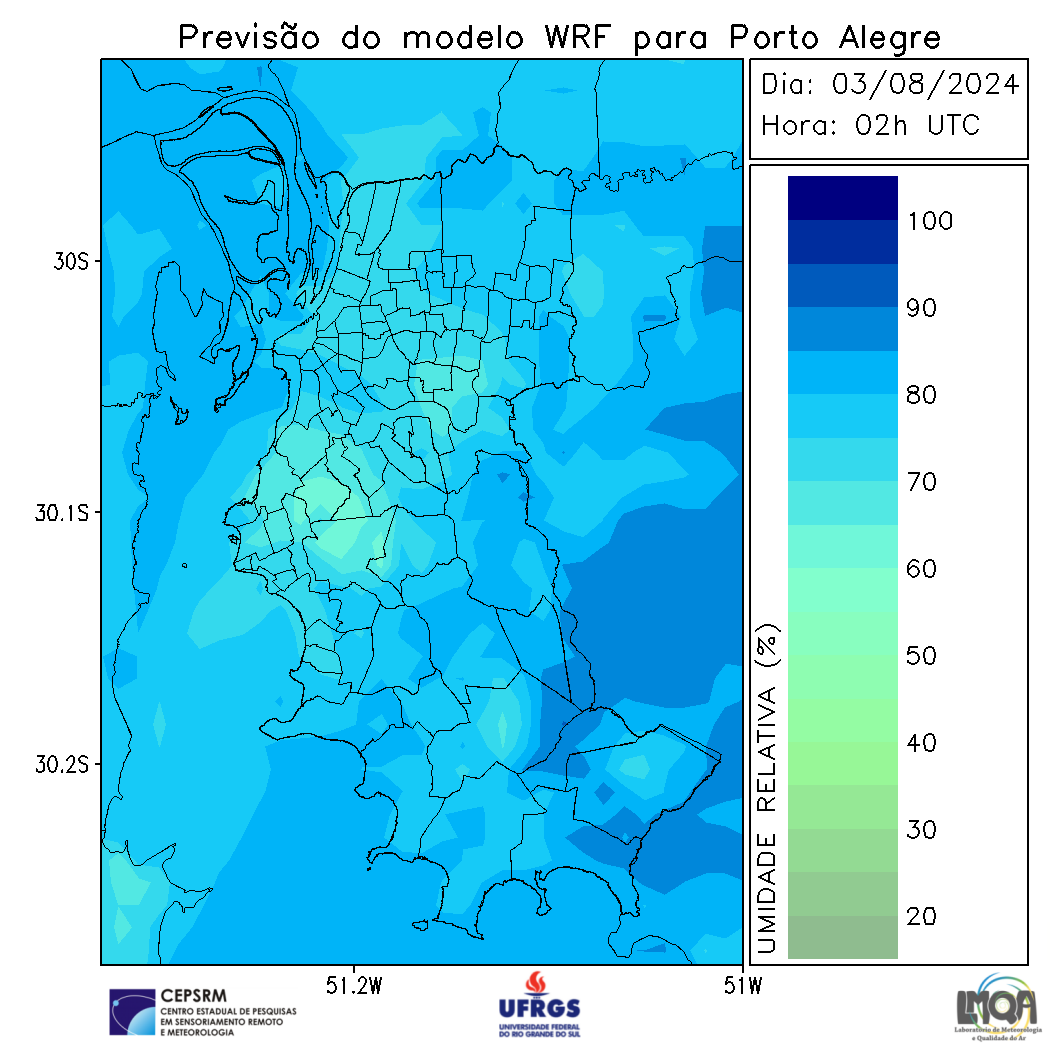 Previsão do modelo WRF para Porto Alegre
Dia: 03/08/2024
Hora: 02h UTC
30S
30.1S
30.2S
51.2W
51W
100
90
80
70
60
50
40
30
20
UMIDADE RELATIVA (%)
CEPSRM
CENTRO ESTADUAL DE PESQUISAS
EM SENSORIAMENTO REMOTO
E METEOROLOGIA
UFRGS
UNIVERSIDADE FEDERAL
DO RIO GRANDE DO SUL
LMQA
Laboratório de Meteorologia
e Qualidade do Ar